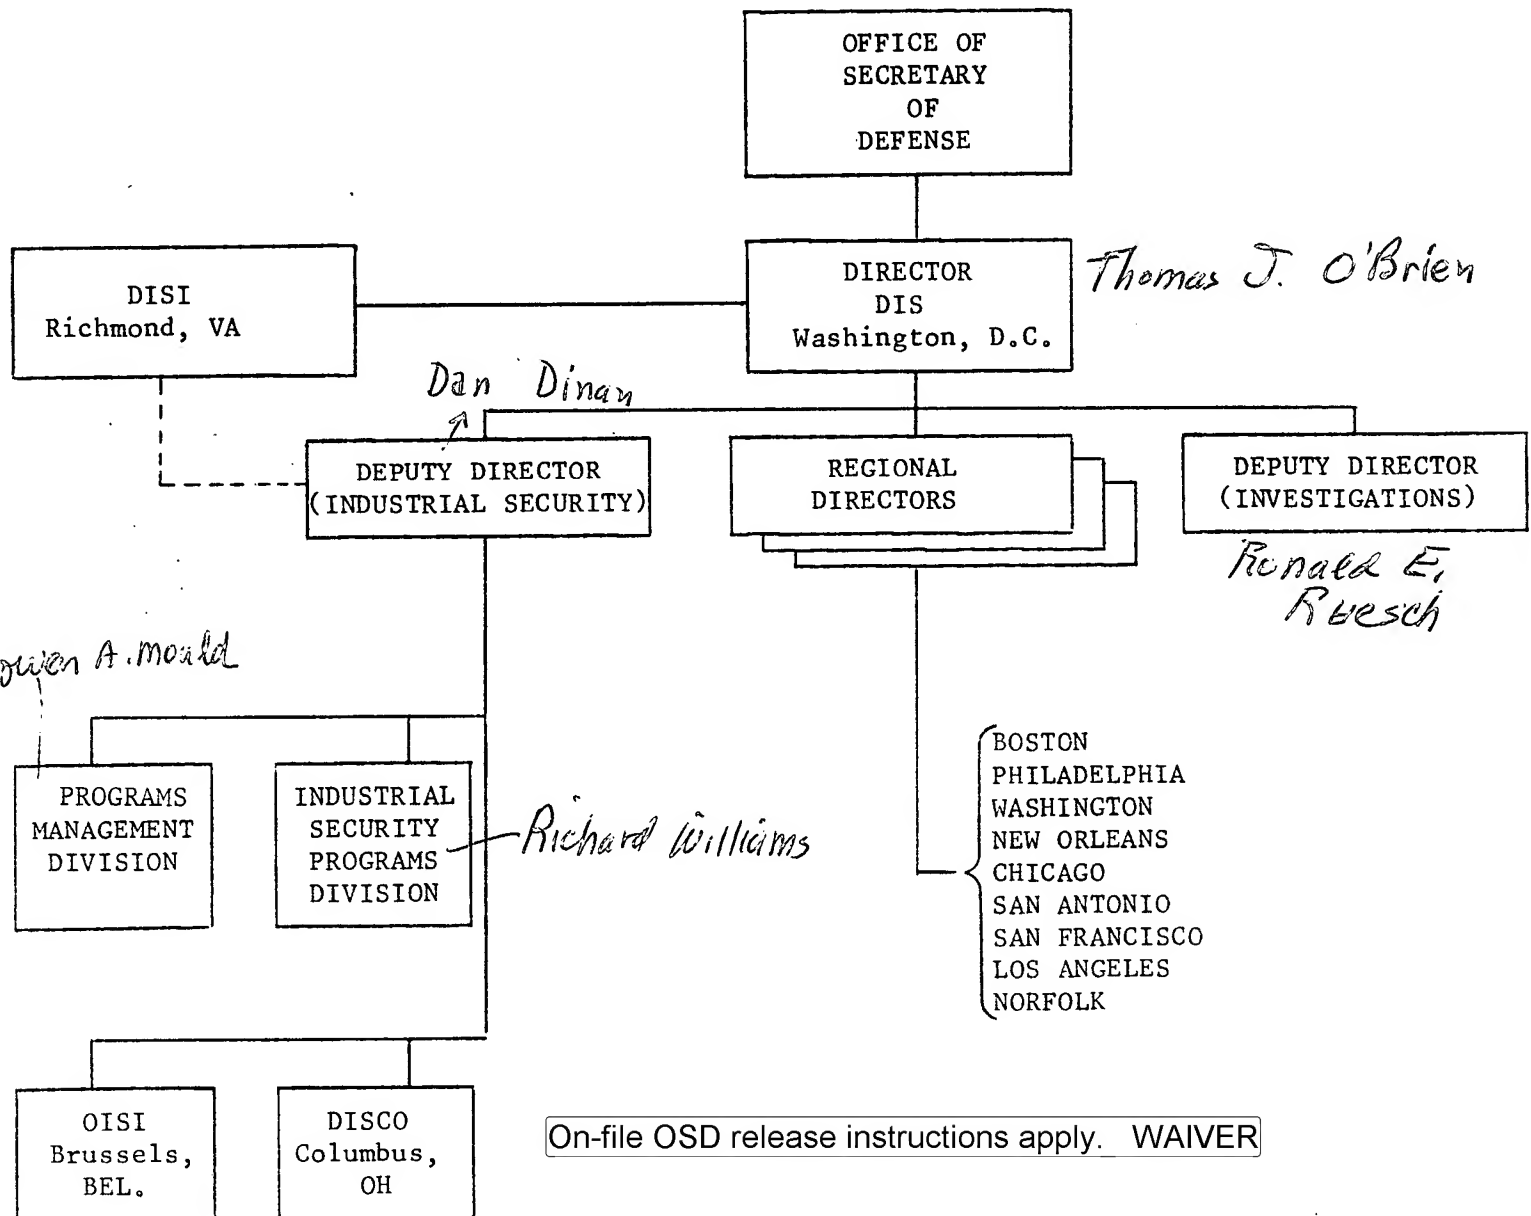 OFFICE OF
SECRETARY
OF
DEFENSE
DISI
Richmond, VA
DIRECTOR
DIS
Washington, D.C.
Thomas J. O'Brien
Dan Dinan
DEPUTY DIRECTOR
(INDUSTRIAL SECURITY)
REGIONAL
DIRECTORS
DEPUTY DIRECTOR
(INVESTIGATIONS)
Ronald E.
Ruesch
A. Mould
PROGRAMS
MANAGEMENT
DIVISION
INDUSTRIAL
SECURITY
PROGRAMS
DIVISION
Richard Williams
BOSTON
PHILADELPHIA
WASHINGTON
NEW ORLEANS
CHICAGO
SAN ANTONIO
SAN FRANCISCO
LOS ANGELES
NORFOLK
OISI
Brussels,
BEL.
DISCO
Columbus,
OH
On-file OSD release instructions apply. WAIVER